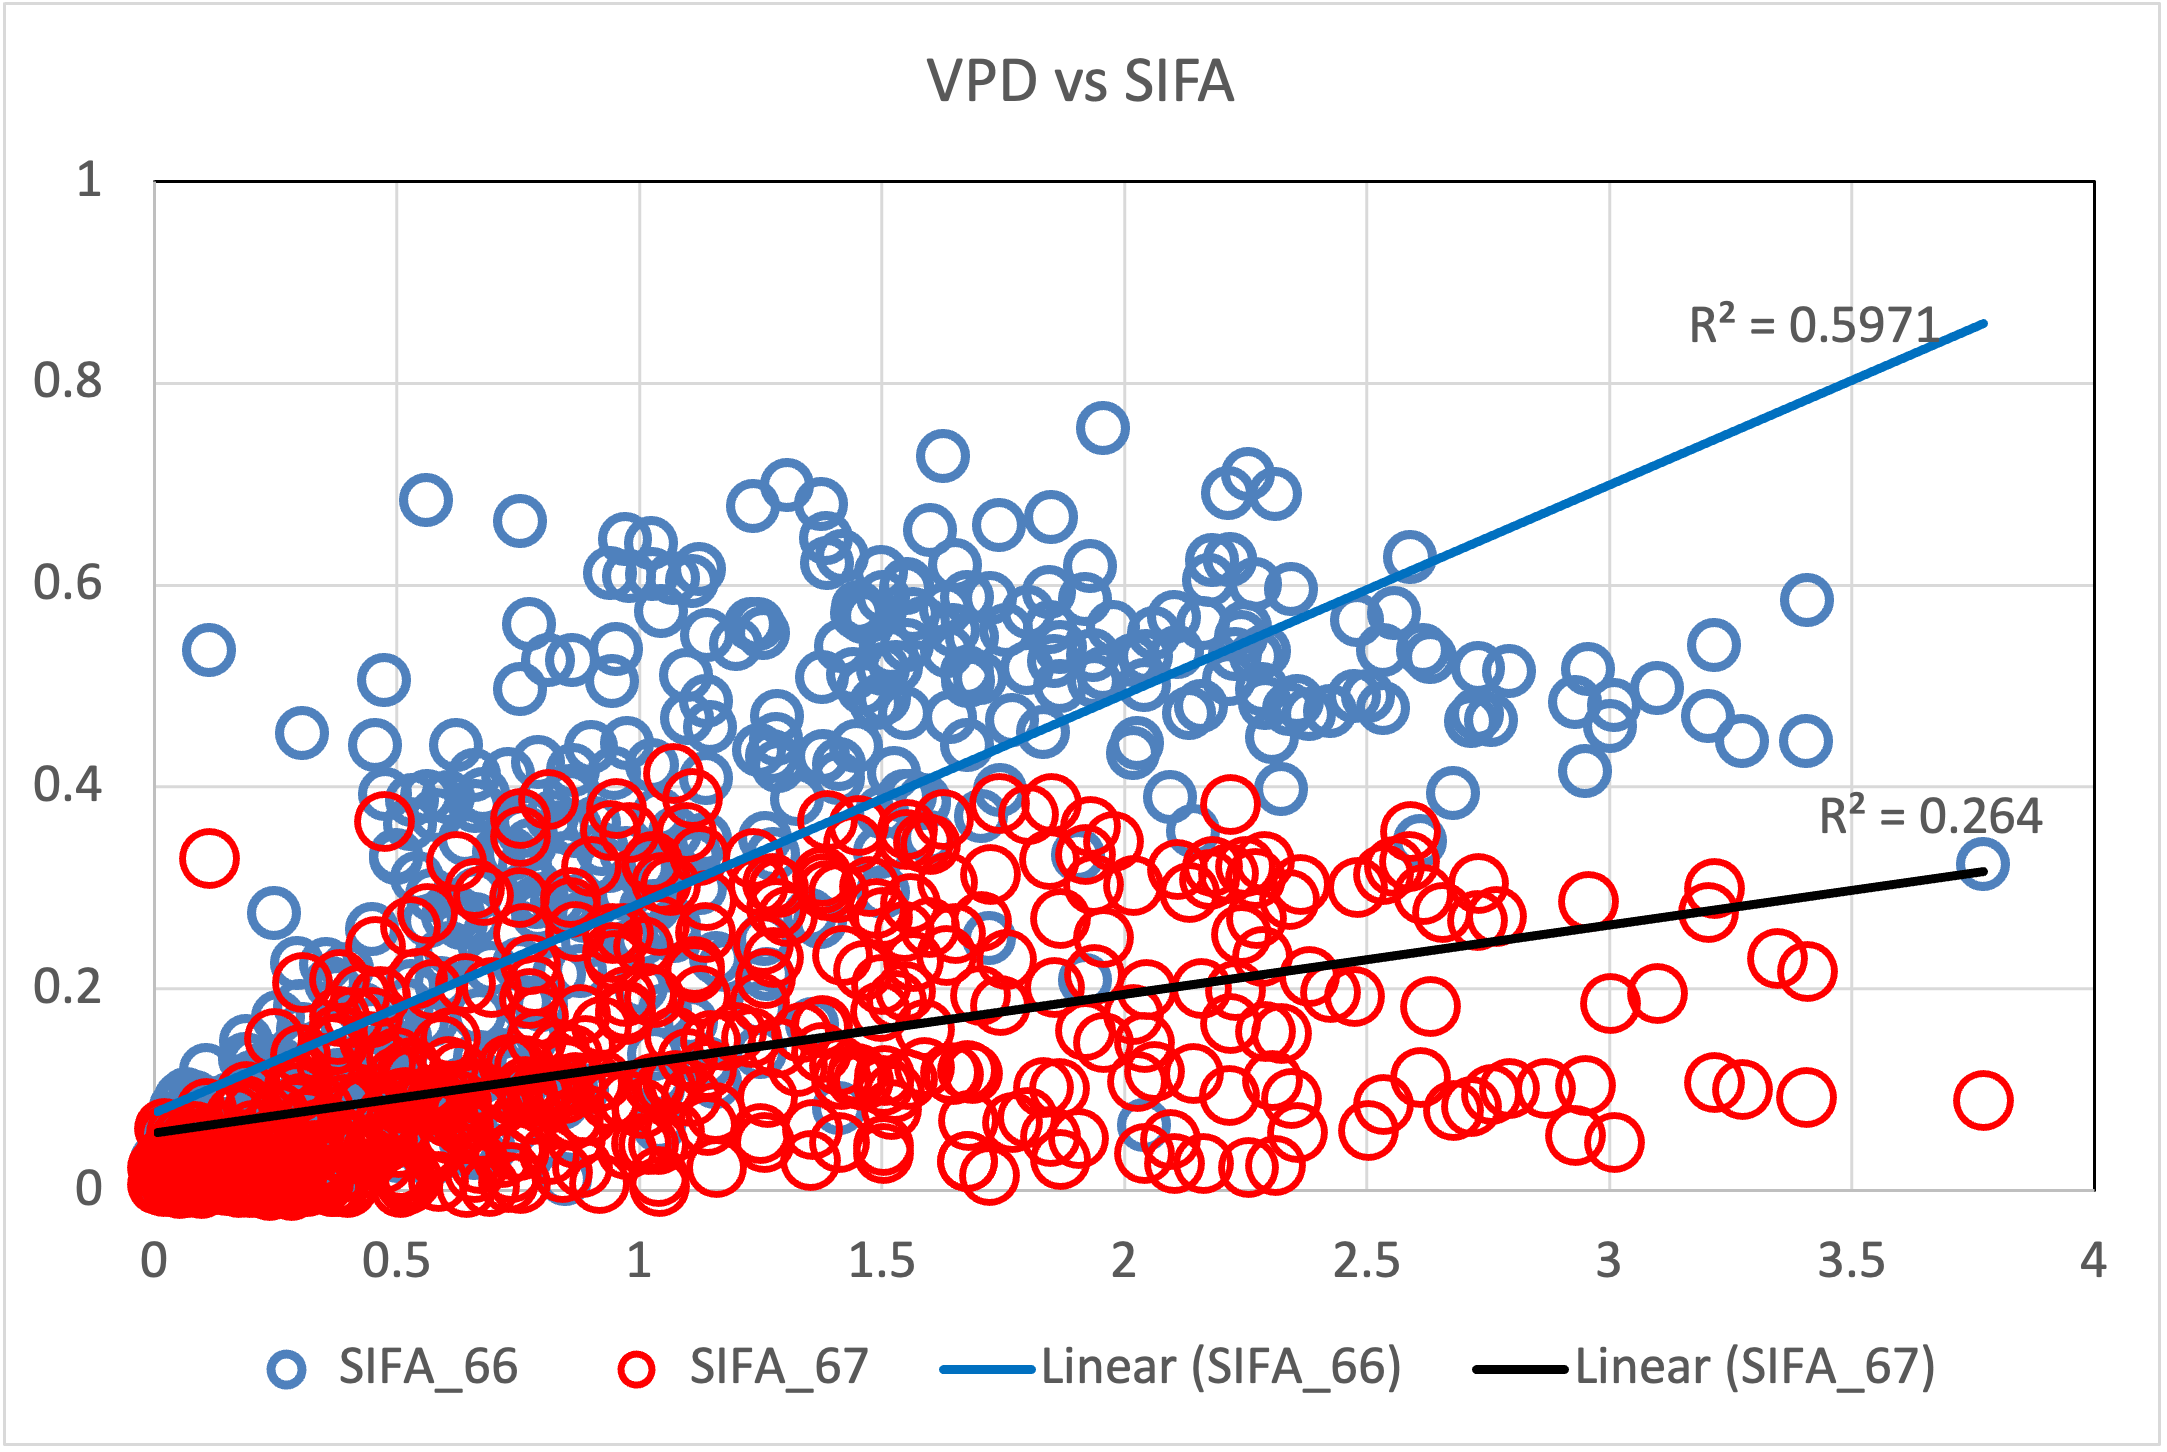 VPD vs SIFA
1
R² = 0.5971
0.8
0.6
0.4
R² = 0.264
0.2
0
0 0.5 1 1.5 2 2.5 3 3.5 4
SIFA_66 SIFA_67 Linear (SIFA_66) Linear (SIFA_67)